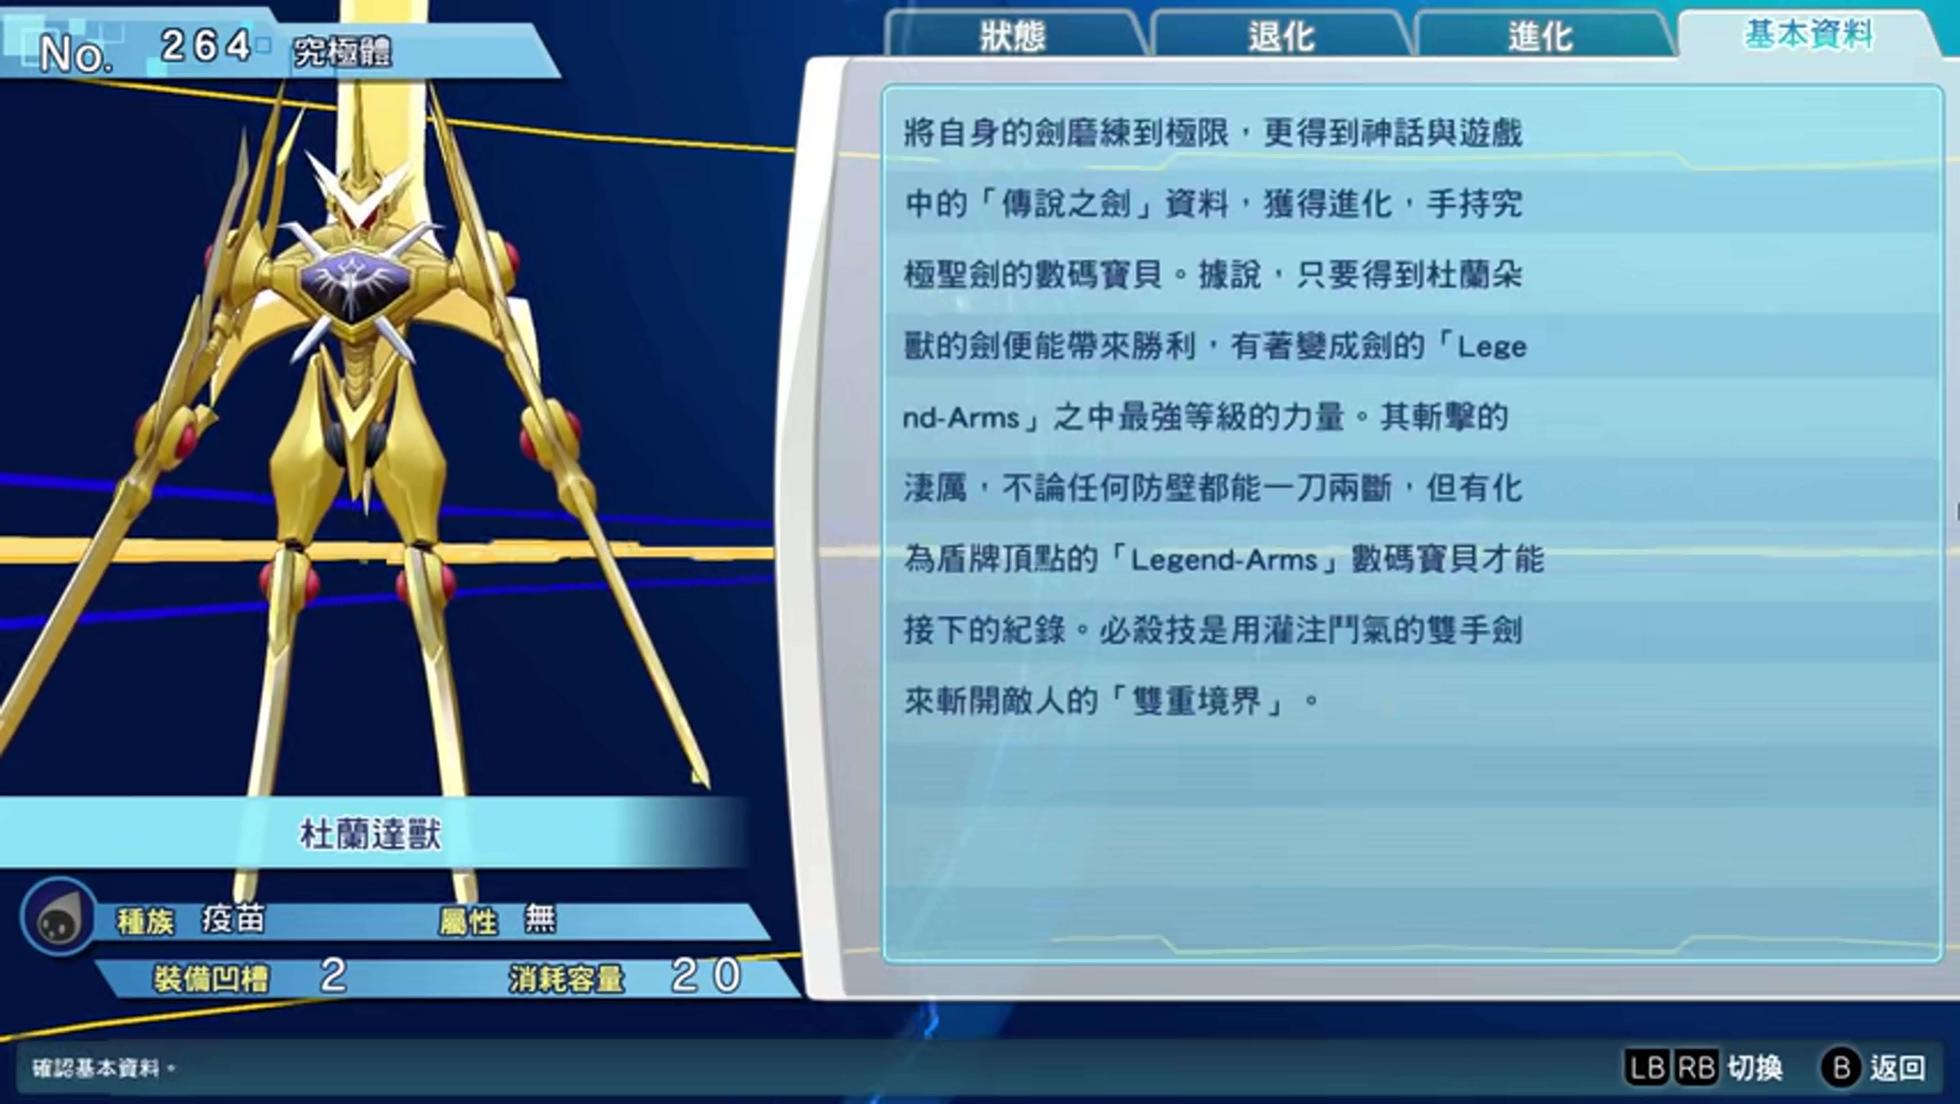 No. 264 究極體
狀態
退化
進化
基本資料
將自身的劍磨練到極限，更得到神話與遊戲
中的「傳說之劍」資料，獲得進化，手持究
極聖劍的數碼寶貝。據說，只要得到杜蘭朵
獸的劍便能帶來勝利，有著變成劍的「Lege
nd-Arms」之中最強等級的力量。其斬擊的
淒厲，不論任何防壁都能一刀兩斷，但有化
為盾牌頂點的「Legend-Arms」數碼寶貝才能
接下的紀錄。必殺技是用灌注鬥氣的雙手劍
來斬開敵人的「雙重境界」。
杜蘭達獸
種族 疫苗 屬性 無
裝備凹槽 2 消耗容量 20
確認基本資料。
LB RB 切換 B 返回